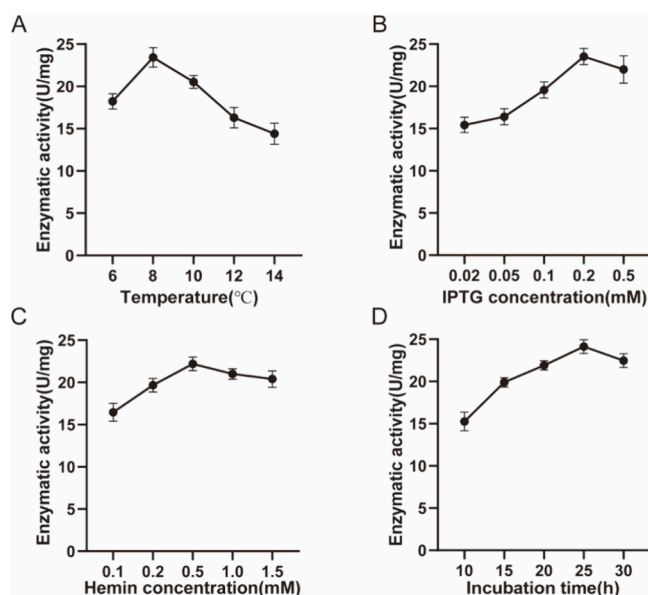 A
Enzymatic activity(U/mg)
25
20
15
10
5
0
6 8 10 12 14
Temperature(℃)
B
Enzymatic activity(U/mg)
25
20
15
10
5
0
0.02 0.05 0.1 0.2 0.5
IPTG concentration(mM)
C
Enzymatic activity(U/mg)
25
20
15
10
5
0
0.1 0.2 0.5 1.0 1.5
Hemin concentration(mM)
D
Enzymatic activity(U/mg)
25
20
15
10
5
0
10 15 20 25 30
Incubation time(h)